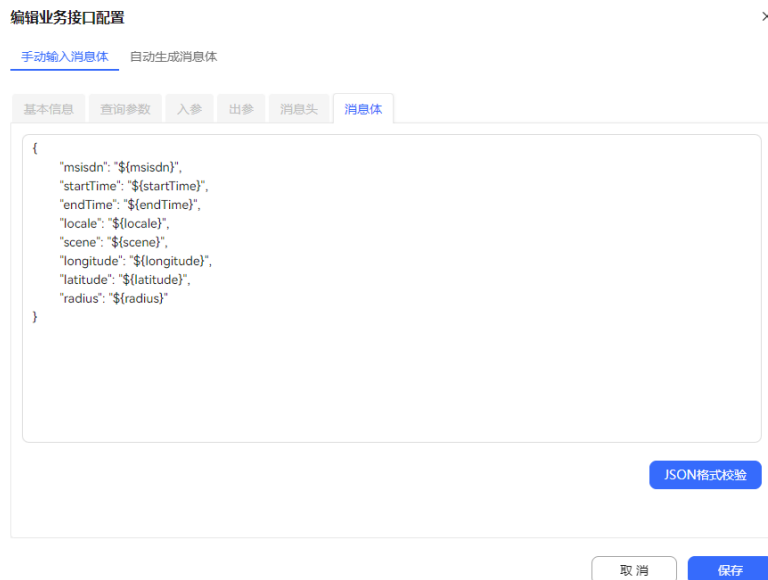 编辑业务接口配置
手动输入消息体 自动生成消息体
基本信息 查询参数 入参 出参 消息头 消息体
{
"msisdn": "${msisdn}",
"startTime": "${startTime}",
"endTime": "${endTime}",
"locale": "${locale}",
"scene": "${scene}",
"longitude": "${longitude}",
"latitude": "${latitude}",
"radius": "${radius}"
}
JSON格式校验
取消 保存